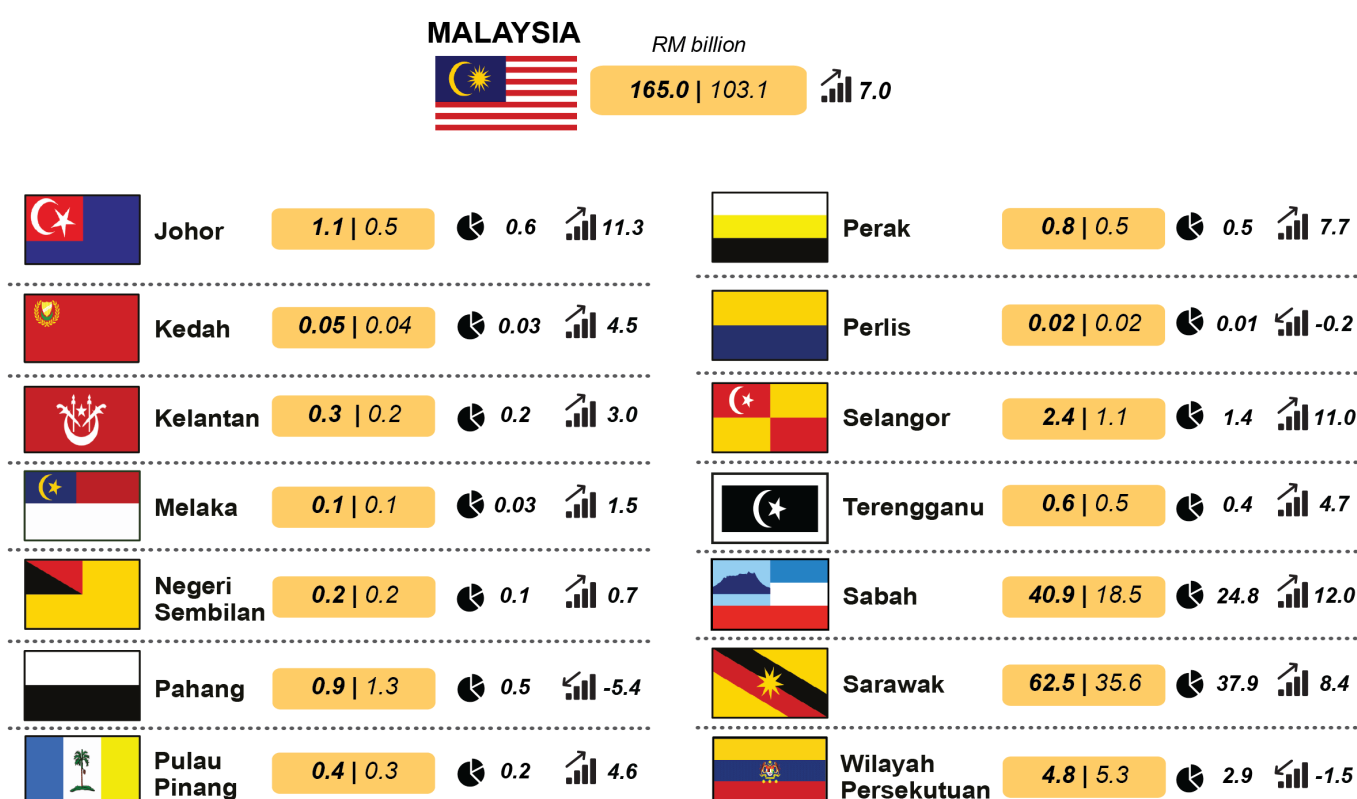 MALAYSIA
RM billion
165.0 | 103.1
7.0
Johor
1.1 | 0.5
0.6
11.3
Kedah
0.05 | 0.04
0.03
4.5
Kelantan
0.3 | 0.2
0.2
3.0
Melaka
0.1 | 0.1
0.03
1.5
Negeri
Sembilan
0.2 | 0.2
0.1
0.7
Pahang
0.9 | 1.3
0.5
-5.4
Pulau
Pinang
0.4 | 0.3
0.2
4.6
Perak
0.8 | 0.5
0.5
7.7
Perlis
0.02 | 0.02
0.01
-0.2
Selangor
2.4 | 1.1
1.4
11.0
Terengganu
0.6 | 0.5
0.4
4.7
Sabah
40.9 | 18.5
24.8
12.0
Sarawak
62.5 | 35.6
37.9
8.4
Wilayah
Persekutuan
4.8 | 5.3
2.9
-1.5